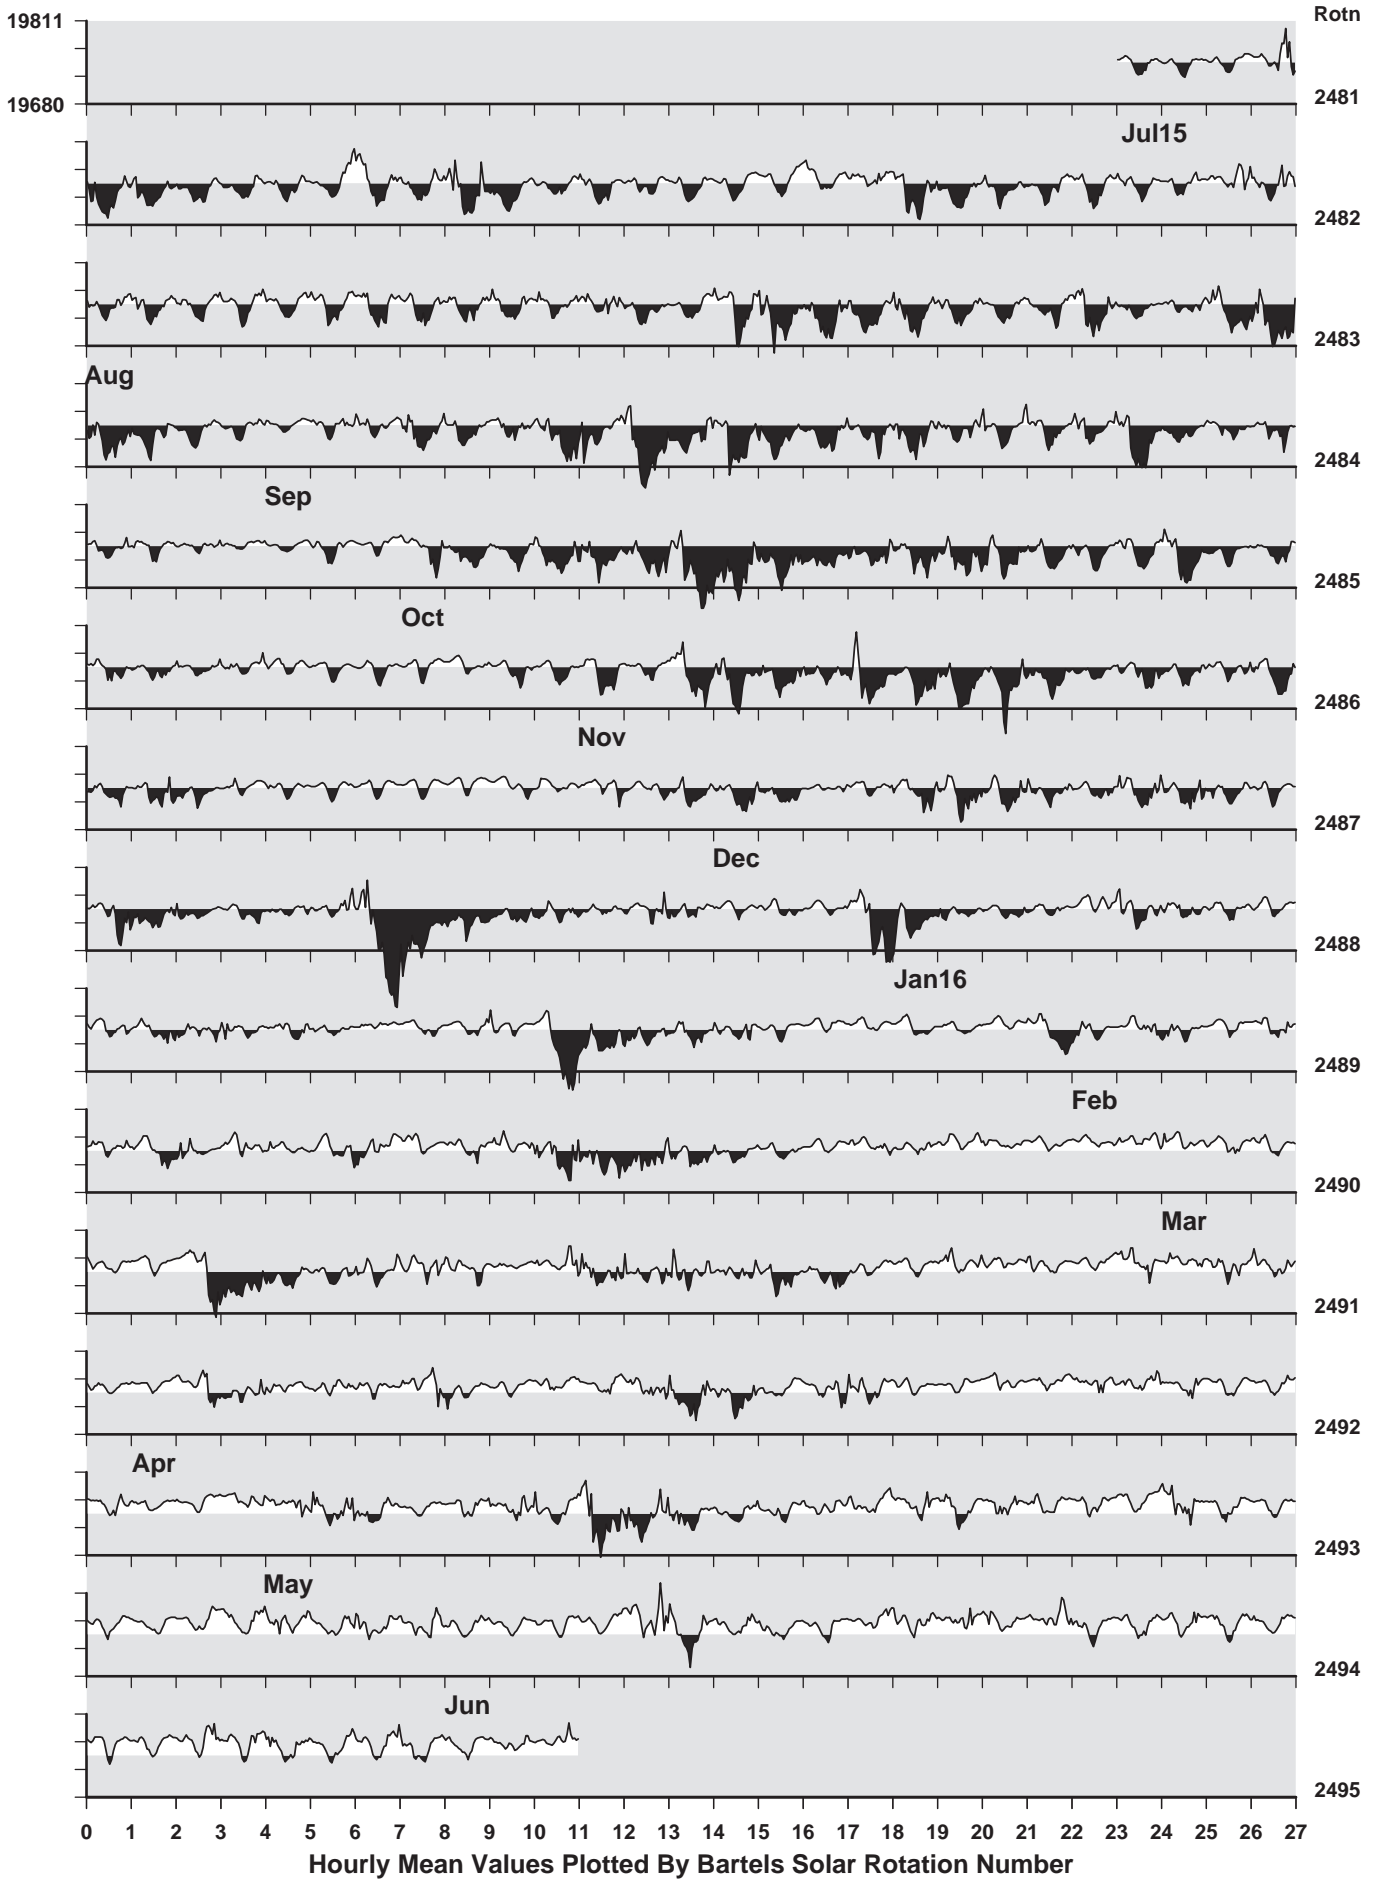 19811
Rotn
19680
2481
Jul15
2482
2483
Aug
2484
Sep
2485
Oct
2486
Nov
2487
Dec
2488
Jan16
2489
Feb
2490
Mar
2491
2492
Apr
2493
May
2494
Jun
2495
0 1 2 3 4 5 6 7 8 9 10 11 12 13 14 15 16 17 18 19 20 21 22 23 24 25 26 27
Hourly Mean Values Plotted By Bartels Solar Rotation Number